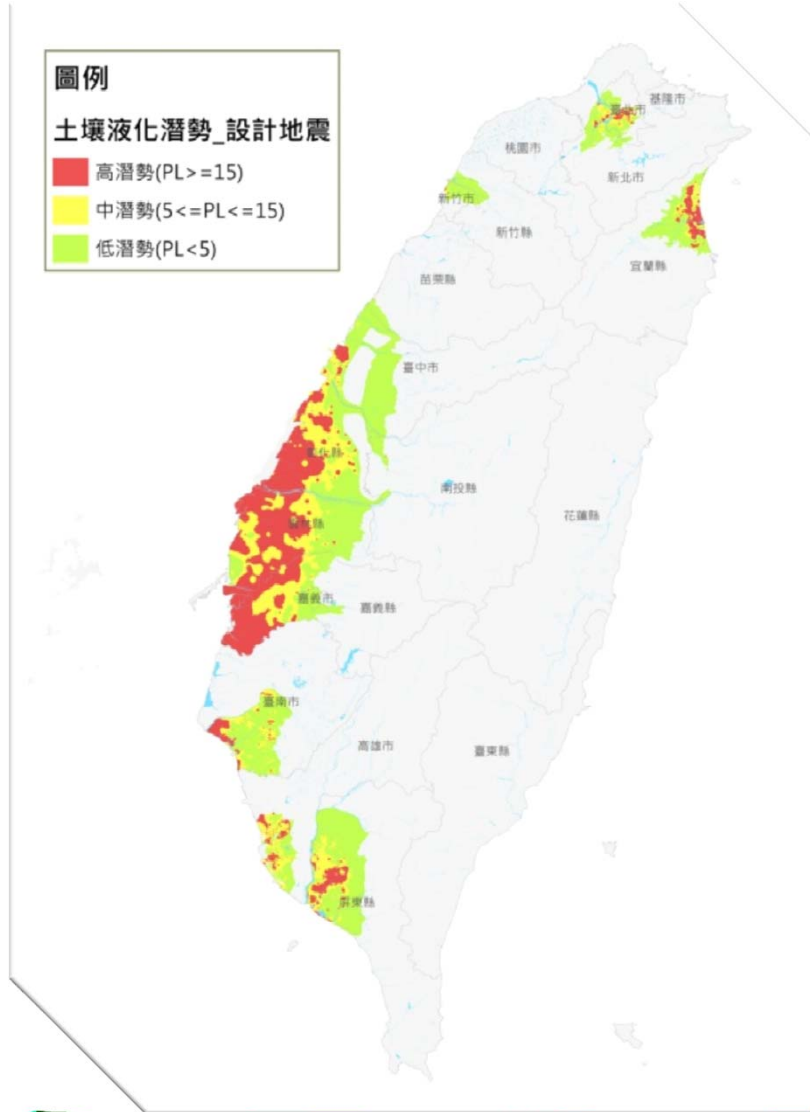 圖例
土壤液化潛勢_設計地震
高潛勢(PL>=15)
中潛勢(5<=PL<=15)
低潛勢(PL<5)
基隆市
臺北市
桃園市
新北市
新竹市
新竹縣
宜蘭縣
苗栗縣
臺中市
彰化縣
南投縣
花蓮縣
雲林縣
嘉義市
嘉義縣
臺南市
高雄市
臺東縣
屏東縣